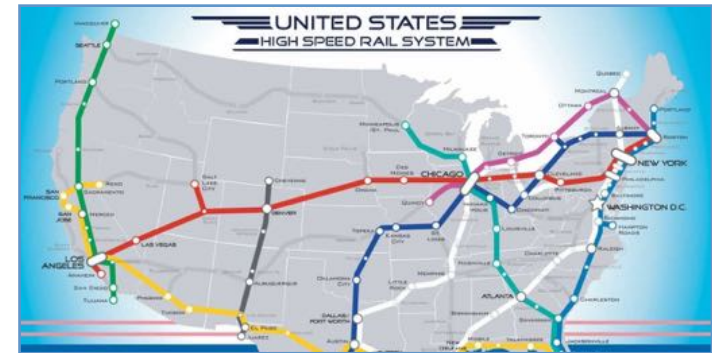 UNITED STATES
HIGH SPEED RAIL SYSTEM
VANCOUVER
SEATTLE
PORTLAND
QUEBEC
MONTREAL
OTTAWA
PORTLAND
MINNEAPOLIS
/ST. PAUL
TORONTO
ALBANY
BOSTON
MILWAUKEE
DETROIT
SALT
LAKE
CITY
CHEYENNE
DES
MOINES
CHICAGO
CLEVELAND
NEW YORK
RENO
SACRAMENTO
SAN
FRANCISCO
OMAHA
PITTSBURGH
PHILADELPHIA
QUINCY
COLUMBUS
BALTIMORE
SAN
JOSE
MERCED
DENVER
INDIANAPOLIS
CINCINNATI
WASHINGTON D.C.
RICHMOND
HAMPTON
ROADS
TOPEKA
KANSAS
CITY
ST.
LOUIS
LOUISVILLE
LAS VEGAS
RALEIGH
LOS
ANGELES
CHARLOTTE
ANAHEIM
NASHVILLE
SAN DIEGO
ALBUQUERQUE
OKLAHOMA
CITY
LITTLE
ROCK
MEMPHIS
TIJUANA
PHOENIX
ATLANTA
CHARLESTON
TUCSON
BIRMINGHAM
DALLAS/
FORT WORTH
SAVANNAH
EL PASO
JUAREZ
AUSTIN
NEW
ORLEANS
MOBILE
TALLAHASSEE
JACKSONVILLE